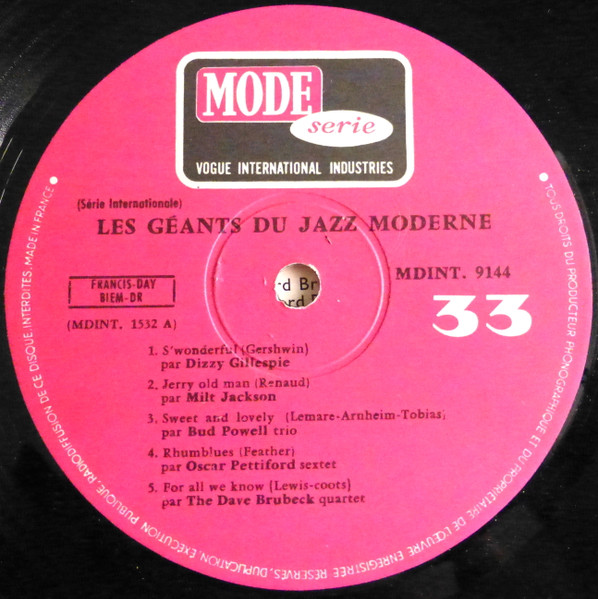 MODE
serie
VOGUE INTERNATIONAL INDUSTRIES
(Série Internationale)
LES GÉANTS DU JAZZ MODERNE
FRANCIS-DAY
BIEM-DR
MDINT. 9144
(MDINT. 1532 A)
33
1. S'wonderful (Gershwin)
par Dizzy Gillespie
2. Jerry old man (Renaud)
par Milt Jackson
3. Sweet and lovely (Lemare-Arnheim-Tobias)
par Bud Powell trio
4. Rhumblues (Feather)
par Oscar Pettiford sextet
5. For all we know (Lewis-coots)
par The Dave Brubeck quartet
TOUS DROITS DU PRODUCTEUR PHONOGRAPHIQUE ET DU PROPRIETAIRE DE L'ŒUVRE ENREGISTREE RESERVES, DUPLICATION, EXECUTION PUBLIQUE, RADIODIFFUSION DE CE DISQUE INTERDITES. MADE IN FRANCE